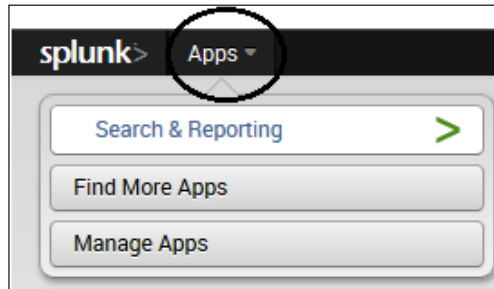 splunk> Apps
Search & Reporting >
Find More Apps
Manage Apps